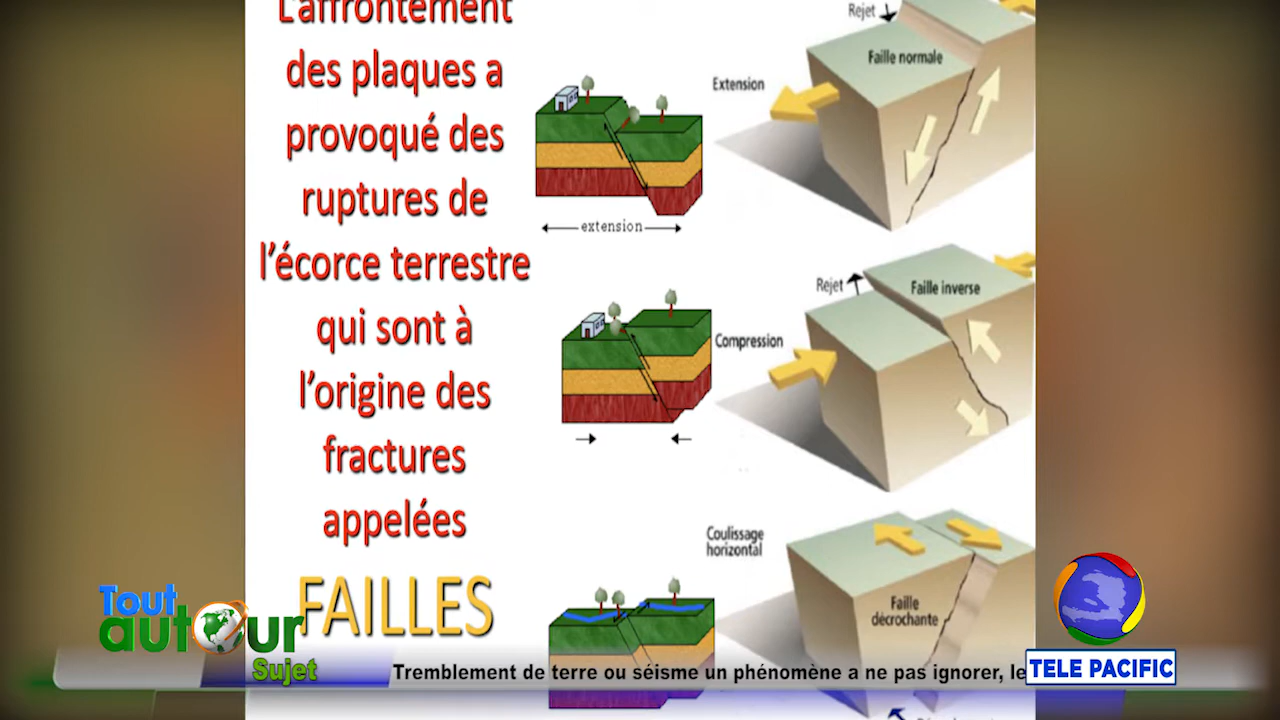 L'affrontement
des plaques a
provoqué des
ruptures de
l'écorce terrestre
qui sont à
l'origine des
fractures
appelées
FAILLES
Rejet
Faille normale
Extension
extension
Rejet
Faille inverse
Compression
Coulissage
horizontal
Faille
décrochante
Tout
autour
Sujet
Tremblement de terre ou séisme un phénomène a ne pas ignorer, le
TELE PACIFIC